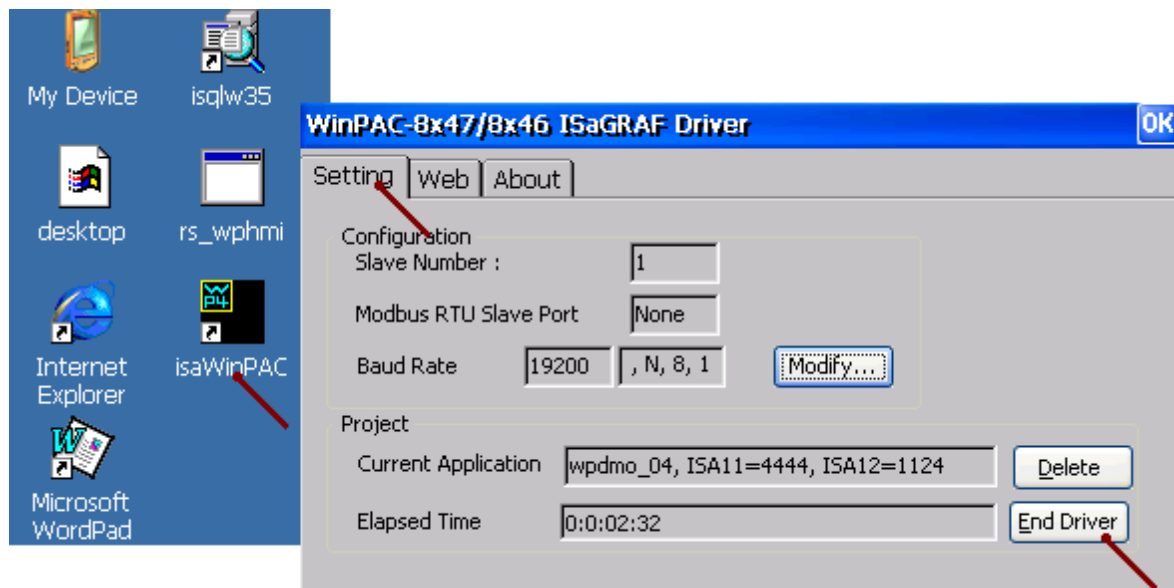 My Device
isqlw35
desktop
rs_wphmi
Internet
Explorer
isaWinPAC
Microsoft
WordPad
WinPAC-8x47/8x46 ISaGRAF Driver
OK
Setting
Web
About
Configuration
Slave Number :
1
Modbus RTU Slave Port
None
Baud Rate
19200
, N, 8, 1
Modify...
Project
Current Application
wpdmo_04, ISA11=4444, ISA12=1124
Delete
Elapsed Time
0:0:02:32
End Driver